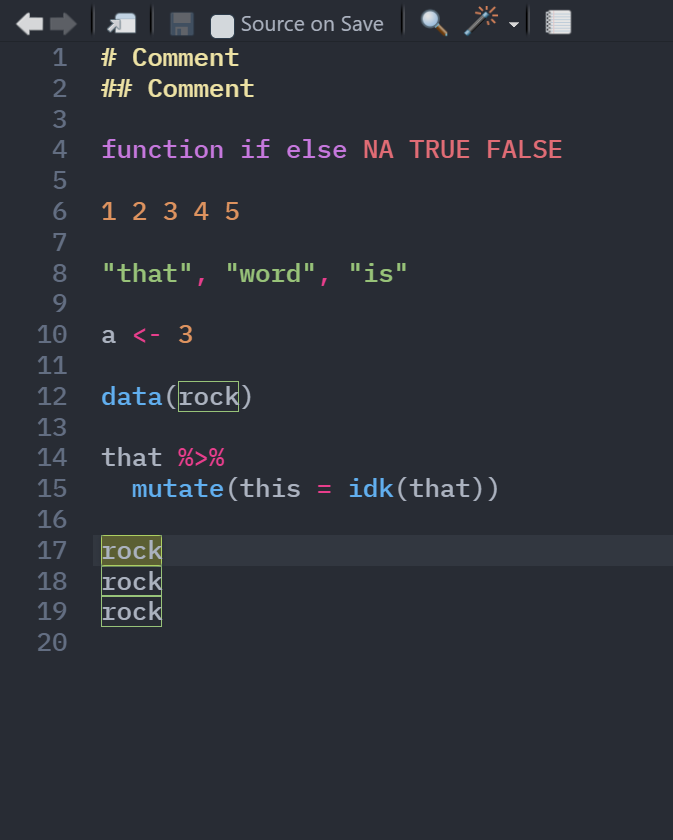 Source on Save
1 # Comment
2 ## Comment
3
4 function if else NA TRUE FALSE
5
6 1 2 3 4 5
7
8 "that", "word", "is"
9
10 a <- 3
11
12 data(rock)
13
14 that %>%
15   mutate(this = idk(that))
16
17 rock
18 rock
19 rock
20